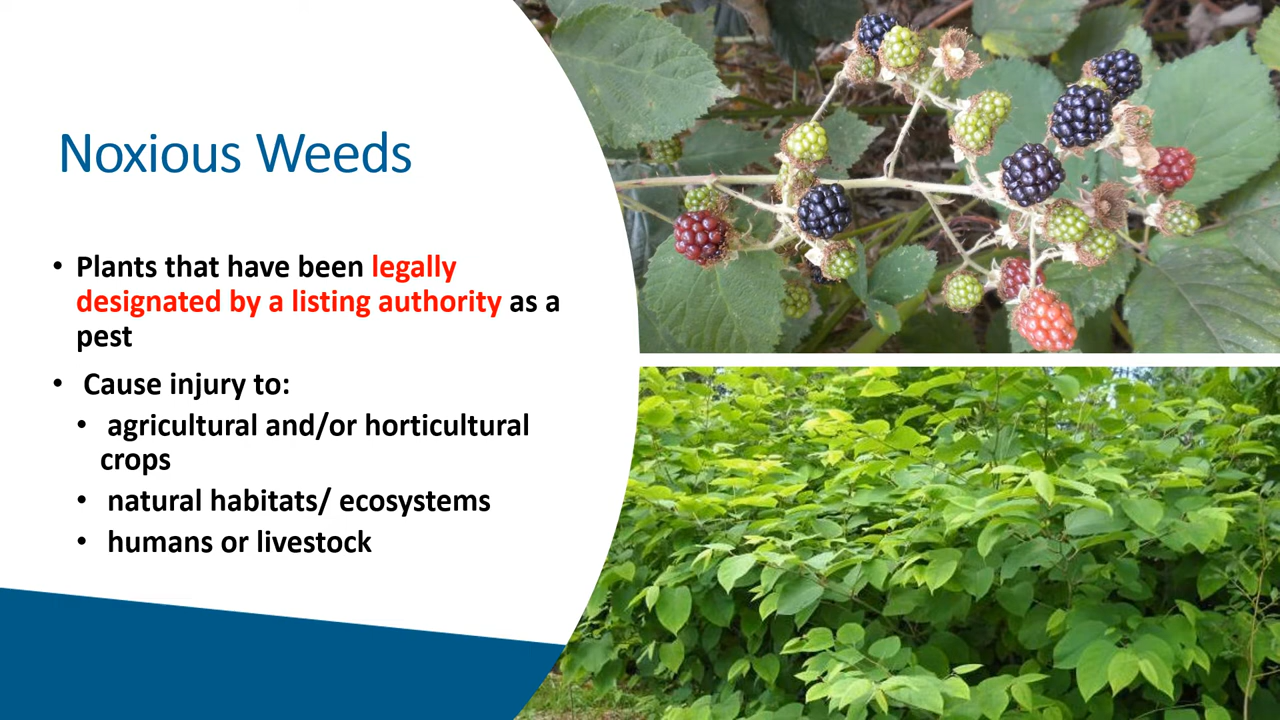 Noxious Weeds
• Plants that have been legally
designated by a listing authority as a
pest
• Cause injury to:
• agricultural and/or horticultural
crops
• natural habitats/ ecosystems
• humans or livestock